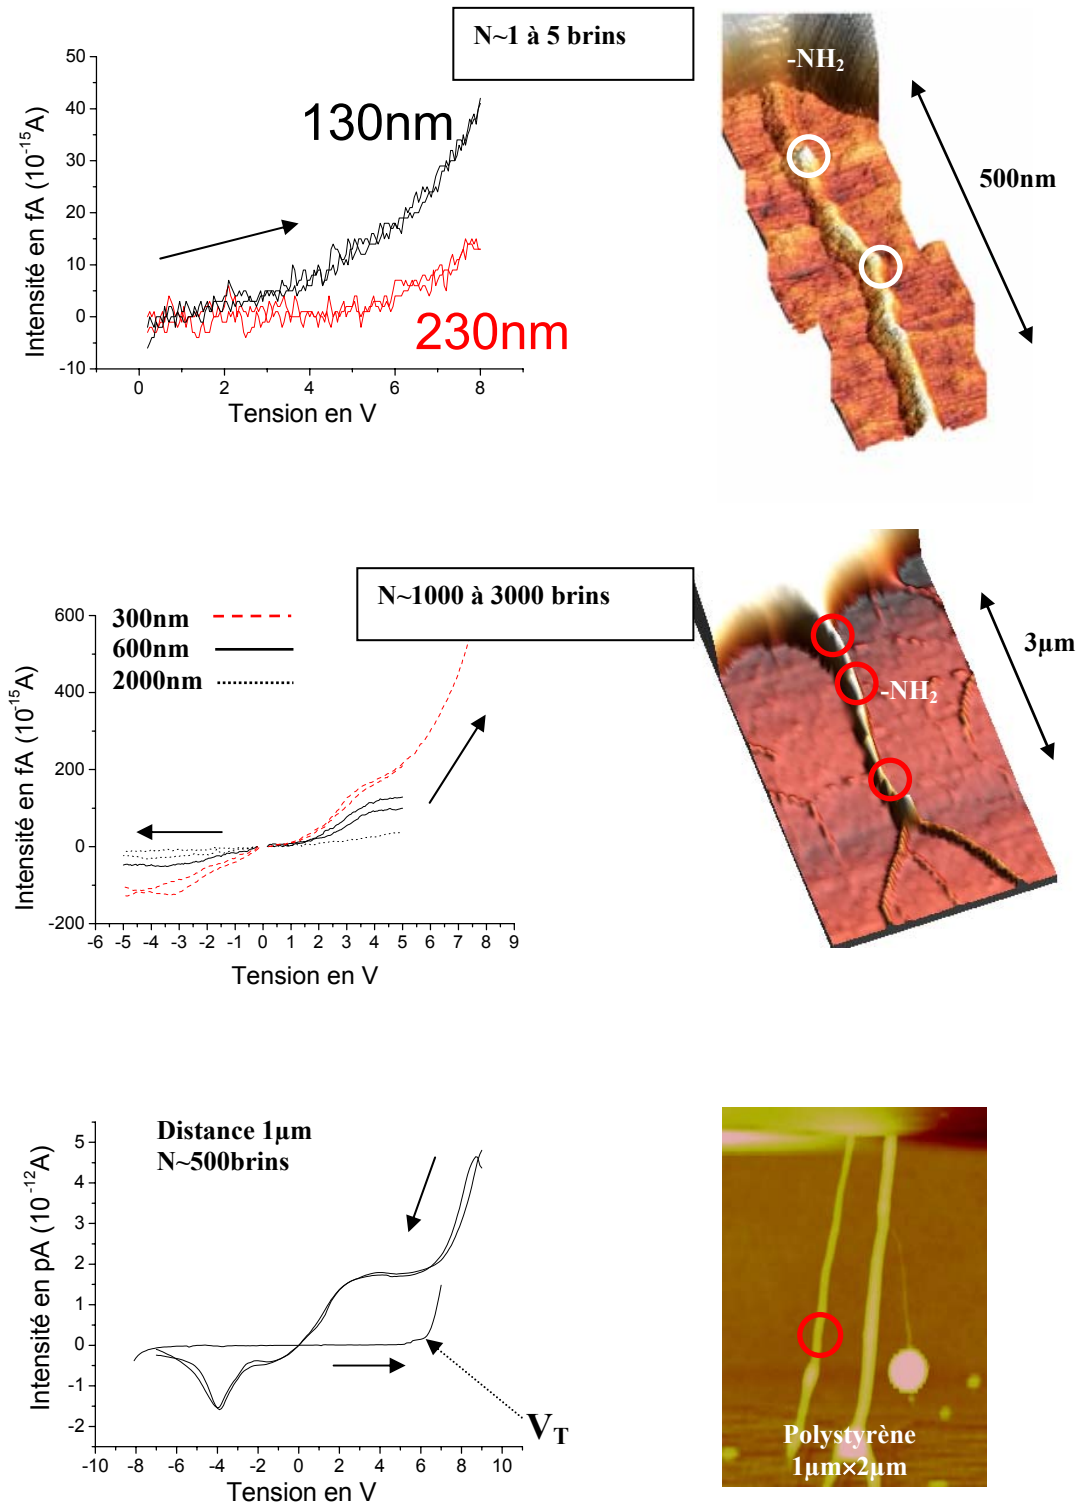 N~1 à 5 brins
50
40
30
20
10
0
-10
Intensité en fA (10⁻¹⁵A)
130nm
230nm
0 2 4 6 8
Tension en V
-NH₂
500nm
N~1000 à 3000 brins
600
400
200
0
-200
Intensité en fA (10⁻¹⁵A)
300nm
600nm
2000nm
-6 -5 -4 -3 -2 -1 0 1 2 3 4 5 6 7 8 9
Tension en V
-NH₂
3µm
Distance 1µm
N~500brins
5
4
3
2
1
0
-1
-2
Intensité en pA (10⁻¹²A)
V_T
-10 -8 -6 -4 -2 0 2 4 6 8 10
Tension en V
Polystyrène
1µm×2µm